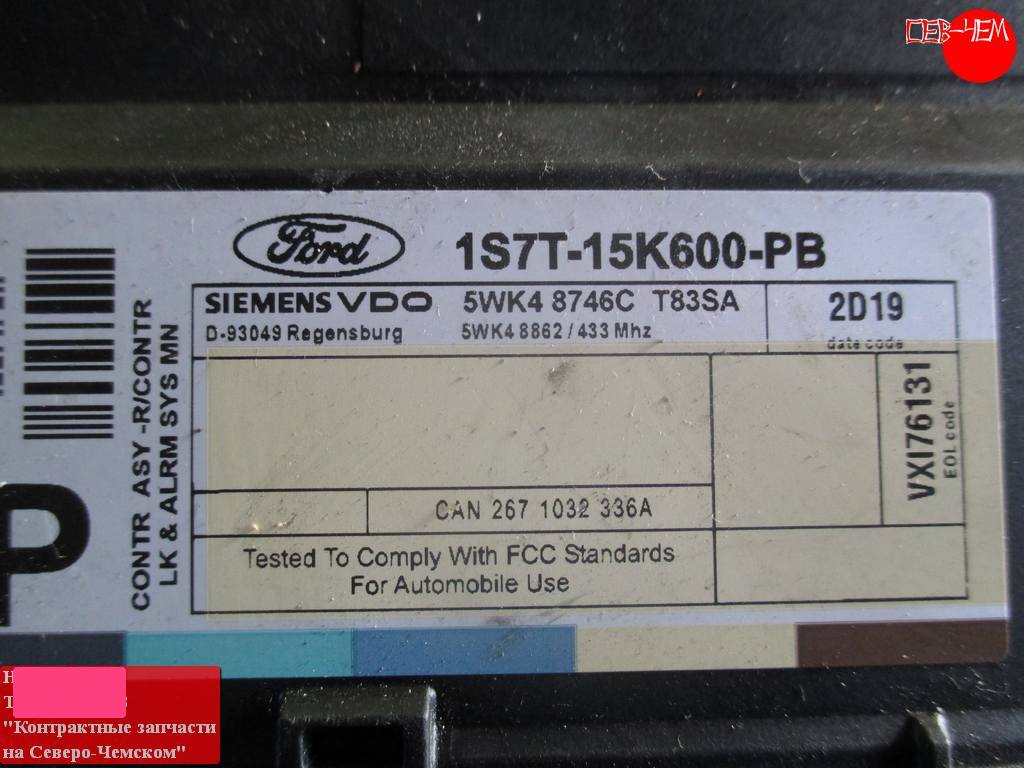 СЕВ-ЧЕМ
Ford
1S7T-15K600-PB
SIEMENS VDO 5WK4 8746C T83SA
2D19
D-93049 Regensburg 5WK4 8862 / 433 Mhz
date code
VXI76131
EOL code
CONTR ASY -R/CONTR
LK & ALRM SYS MN
P
CAN 267 1032 336A
Tested To Comply With FCC Standards
For Automobile Use
"Контрактные запчасти
на Северо-Чемском"